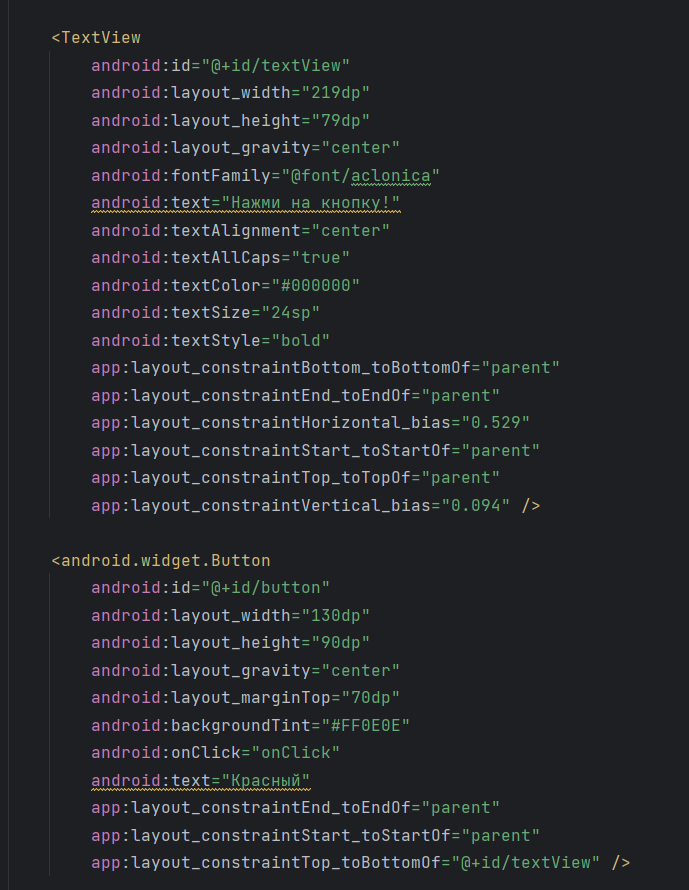 <TextView
android:id="@+id/textView"
android:layout_width="219dp"
android:layout_height="79dp"
android:layout_gravity="center"
android:fontFamily="@font/aclonica"
android:text="Нажми на кнопку!"
android:textAlignment="center"
android:textAllCaps="true"
android:textColor="#000000"
android:textSize="24sp"
android:textStyle="bold"
app:layout_constraintBottom_toBottomOf="parent"
app:layout_constraintEnd_toEndOf="parent"
app:layout_constraintHorizontal_bias="0.529"
app:layout_constraintStart_toStartOf="parent"
app:layout_constraintTop_toTopOf="parent"
app:layout_constraintVertical_bias="0.094" />
<android.widget.Button
android:id="@+id/button"
android:layout_width="130dp"
android:layout_height="90dp"
android:layout_gravity="center"
android:layout_marginTop="70dp"
android:backgroundTint="#FF0E0E"
android:onClick="onClick"
android:text="Красный"
app:layout_constraintEnd_toEndOf="parent"
app:layout_constraintStart_toStartOf="parent"
app:layout_constraintTop_toBottomOf="@+id/textView" />